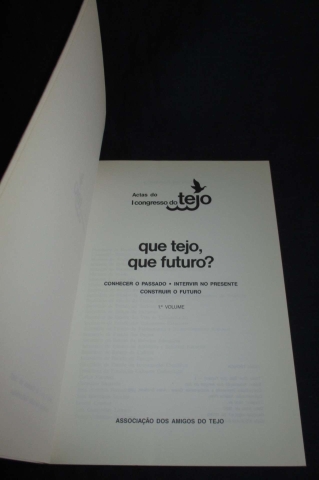 Actas do
I congresso do tejo
que tejo,
que futuro?
CONHECER O PASSADO • INTERVIR NO PRESENTE
CONSTRUIR O FUTURO
1º VOLUME
ASSOCIAÇÃO DOS AMIGOS DO TEJO